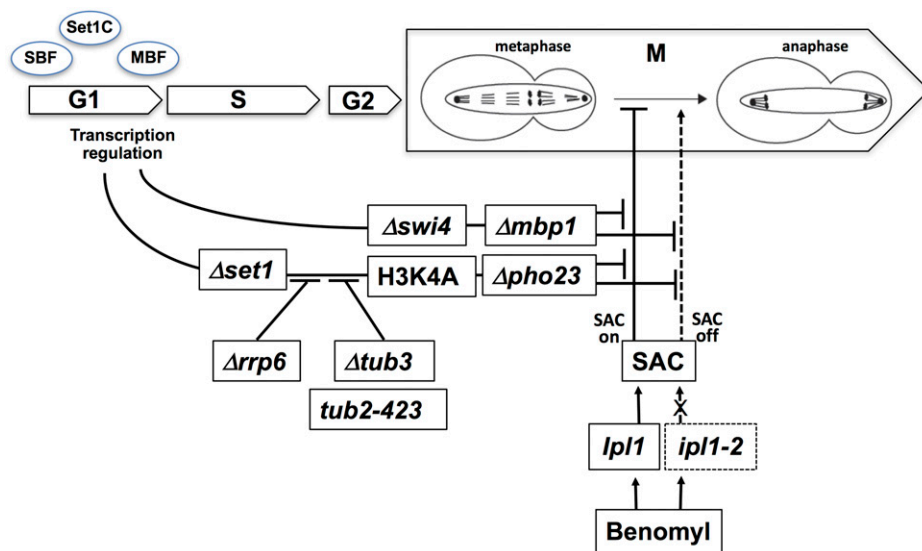 Set1C
SBF
MBF
metaphase
M
anaphase
G1
S
G2
Transcription
regulation
Δswi4
Δmbp1
Δset1
H3K4A
Δpho23
SAC
on
SAC
off
Δrrp6
Δtub3
SAC
tub2-423
X
Ipl1
ipl1-2
Benomyl